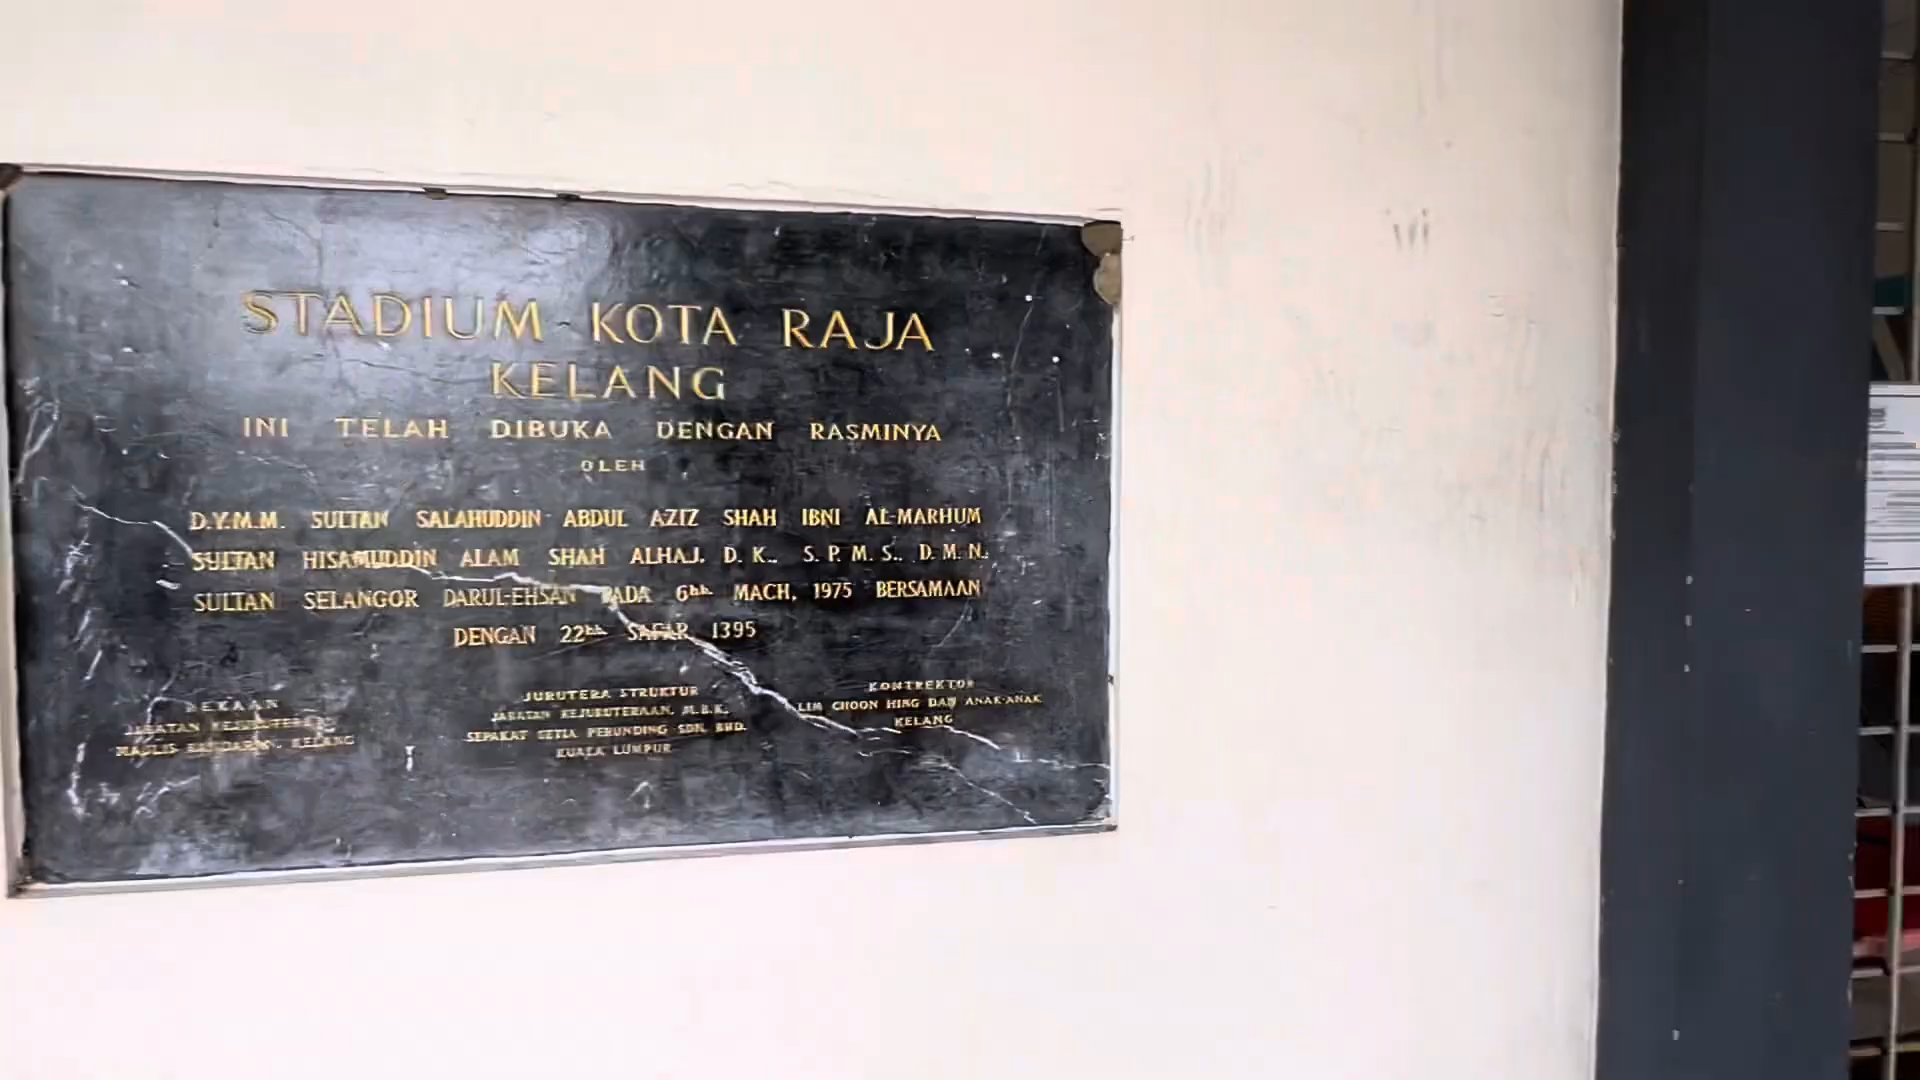 STADIUM KOTA RAJA
KELANG
INI TELAH DIBUKA DENGAN RASMINYA
OLEH
D.Y.M.M. SULTAN SALAHUDDIN ABDUL AZIZ SHAH IBNI AL-MARHUM
SULTAN HISAMUDDIN ALAM SHAH ALHAJ. D. K., S. P. M. S., D. M. N.
SULTAN SELANGOR DARUL-EHSAN PADA 6hb. MACH, 1975 BERSAMAAN
DENGAN 22hb. SAFAR, 1395
REKAAN
JABATAN KEJURUTERAAN
MAJLIS BANDARAN, KELANG
JURUTERA STRUKTUR
JABATAN KEJURUTERAAN, M.B.K.
SEPAKAT SETIA PERUNDING SDN. BHD.
KUALA LUMPUR
KONTREKTOR
LIM CHOON HING DAN ANAK-ANAK
KELANG